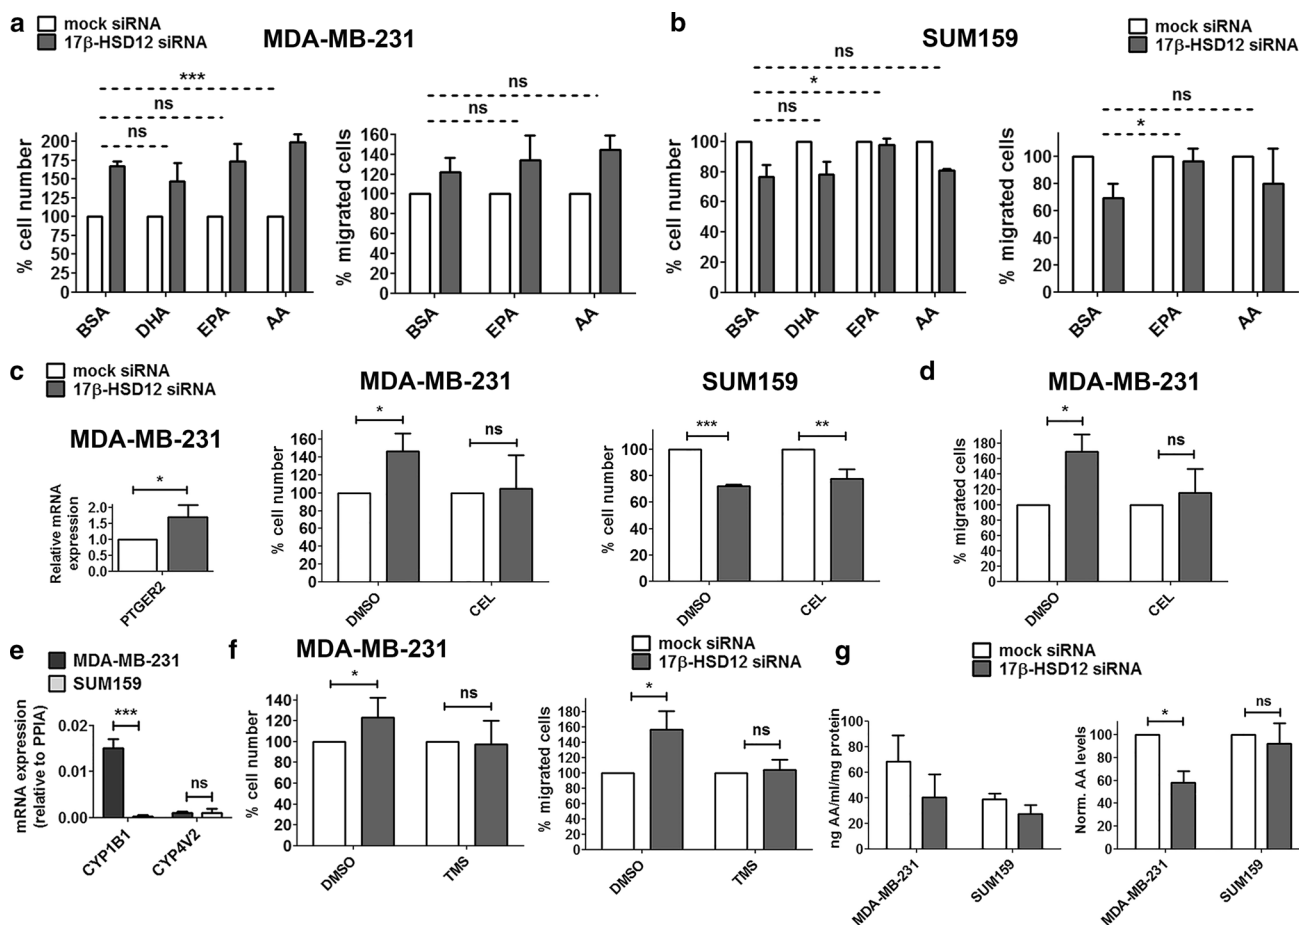 a
mock siRNA
17β-HSD12 siRNA
MDA-MB-231
***
ns
ns
% cell number
200
175
150
125
100
75
50
25
0
BSA
DHA
EPA
AA
ns
ns
% migrated cells
160
140
120
100
80
60
40
20
0
BSA
EPA
AA
b
SUM159
mock siRNA
17β-HSD12 siRNA
ns
*
ns
% cell number
100
80
60
40
20
0
BSA
DHA
EPA
AA
ns
*
% migrated cells
100
80
60
40
20
0
BSA
EPA
AA
c
mock siRNA
17β-HSD12 siRNA
MDA-MB-231
*
Relative mRNA
expression
2.0
1.5
1.0
0.5
0.0
PTGER2
MDA-MB-231
*
ns
% cell number
160
140
120
100
80
60
40
20
0
DMSO
CEL
SUM159
***
**
% cell number
100
80
60
40
20
0
DMSO
CEL
d
MDA-MB-231
*
ns
% migrated cells
180
160
140
120
100
80
60
40
20
0
DMSO
CEL
e
MDA-MB-231
SUM159
***
ns
mRNA expression
(relative to PPIA)
0.02
0.01
0.00
CYP1B1
CYP4V2
f
MDA-MB-231
mock siRNA
17β-HSD12 siRNA
*
ns
% cell number
140
120
100
80
60
40
20
0
DMSO
TMS
*
ns
% migrated cells
180
160
140
120
100
80
60
40
20
0
DMSO
TMS
g
mock siRNA
17β-HSD12 siRNA
ng AA/ml/mg protein
100
80
60
40
20
0
MDA-MB-231
SUM159
*
ns
Norm. AA levels
100
80
60
40
20
0
MDA-MB-231
SUM159